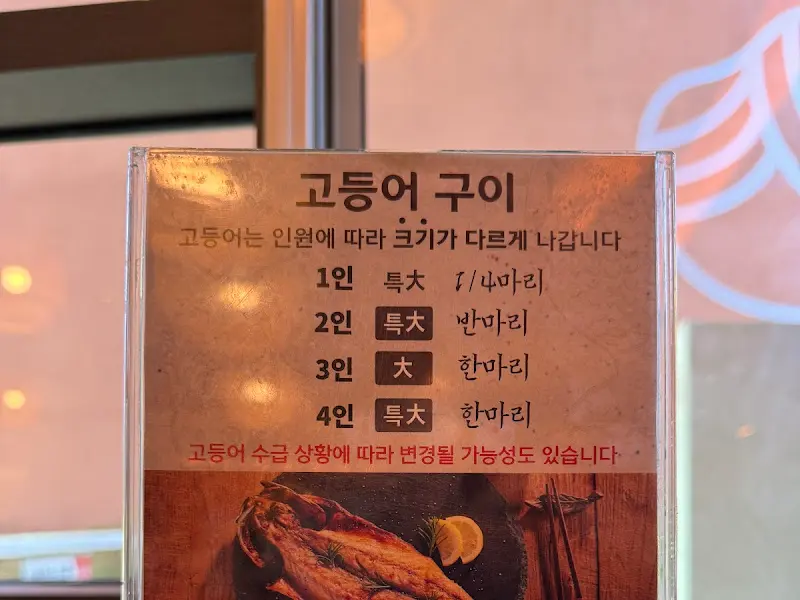 고등어 구이
고등어는 인원에 따라 크기가 다르게 나갑니다
1인 특大 1/4마리
2인 특大 반마리
3인 大 한마리
4인 특大 한마리
고등어 수급 상황에 따라 변경될 가능성도 있습니다